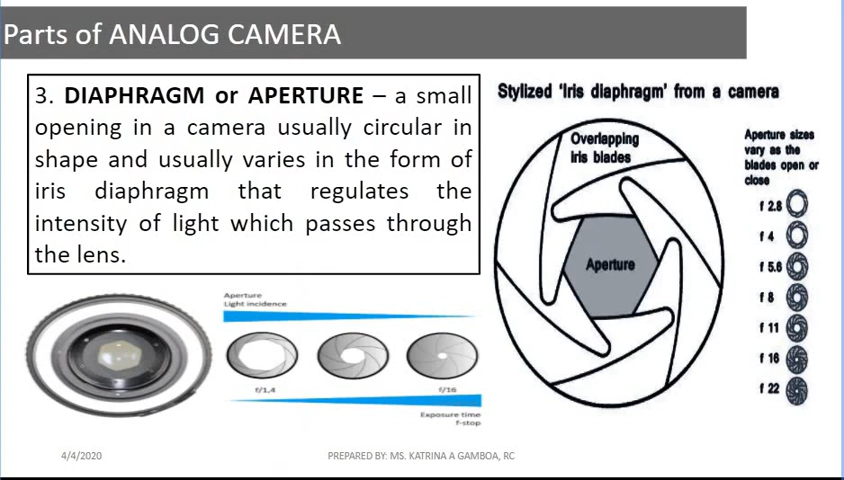 Parts of ANALOG CAMERA
3. DIAPHRAGM or APERTURE – a small
opening in a camera usually circular in
shape and usually varies in the form of
iris diaphragm that regulates the
intensity of light which passes through
the lens.
Stylized 'Iris diaphragm' from a camera
Overlapping
iris blades
Aperture
Aperture sizes
vary as the
blades open or
close
f 2.8
f 4
f 5.6
f 8
f 11
f 16
f 22
Aperture
Light incidence
f/1,4
f/16
Exposure time
f-stop
4/4/2020
PREPARED BY: MS. KATRINA A GAMBOA, RC